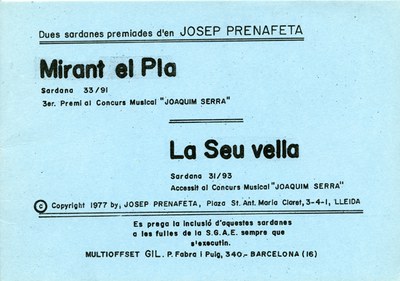 Dues sardanes premiades d'en JOSEP PRENAFETA
Mirant el Pla
Sardana 33/91
3er. Premi al Concurs Musical "JOAQUIM SERRA"
La Seu vella
Sardana 31/93
Accessit al Concurs Musical "JOAQUIM SERRA"
© Copyright 1977 by, JOSEP PRENAFETA, Plaza St. Ant. Maria Claret, 3-4-1, LLEIDA
Es prega la inclusió d'aquestes sardanes
a les fulles de la S.G.A.E. sempre que
s'executin.
MULTIOFFSET GIL. P. Fabra i Puig, 340.- BARCELONA (16)